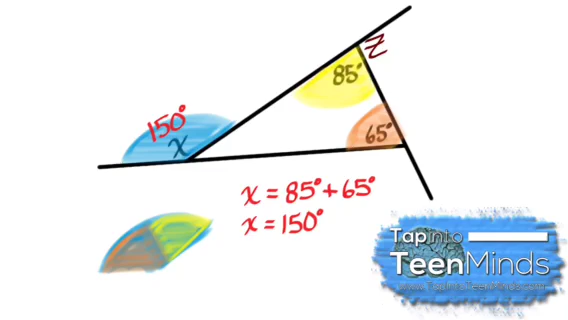 Z
85°
150°
x
65°
x = 85° + 65°
x = 150°
Tap into
TeenMinds
www.TapIntoTeenMinds.com